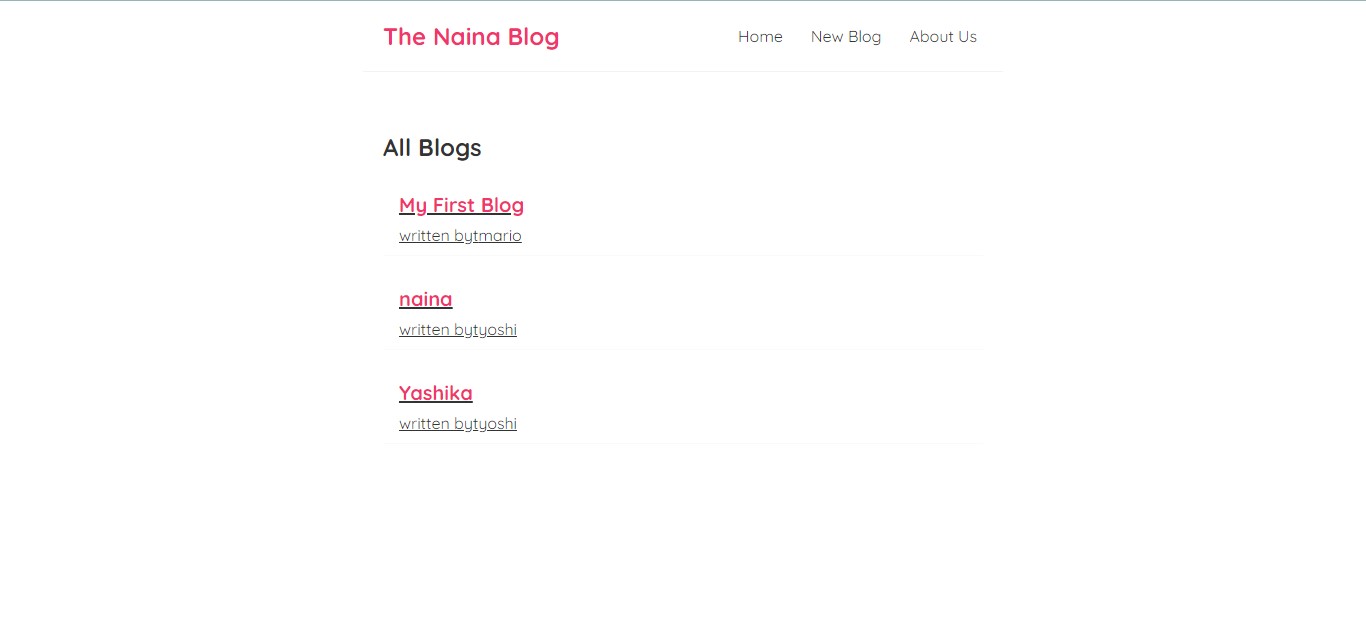 The Naina Blog
Home New Blog About Us
All Blogs
My First Blog
written bytmario
naina
written bytyoshi
Yashika
written bytyoshi